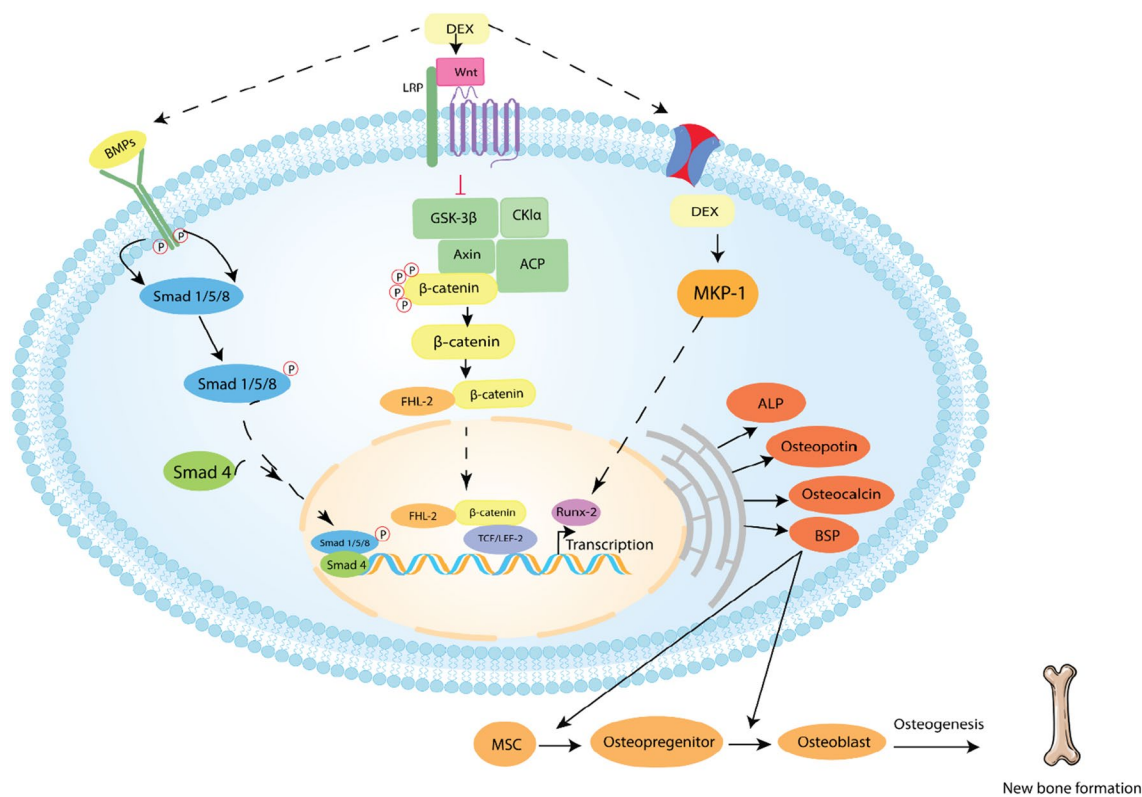 DEX
Wnt
LRP
BMPs
P
P
GSK-3β
CKlα
DEX
Axin
ACP
P
P
P
P
β-catenin
Smad 1/5/8
MKP-1
β-catenin
P
Smad 1/5/8
FHL-2
β-catenin
ALP
Osteopotin
Smad 4
Osteocalcin
FHL-2
β-catenin
Runx-2
P
Smad 1/5/8
TCF/LEF-2
Transcription
BSP
Smad 4
MSC
Osteopregenitor
Osteoblast
Osteogenesis
New bone formation